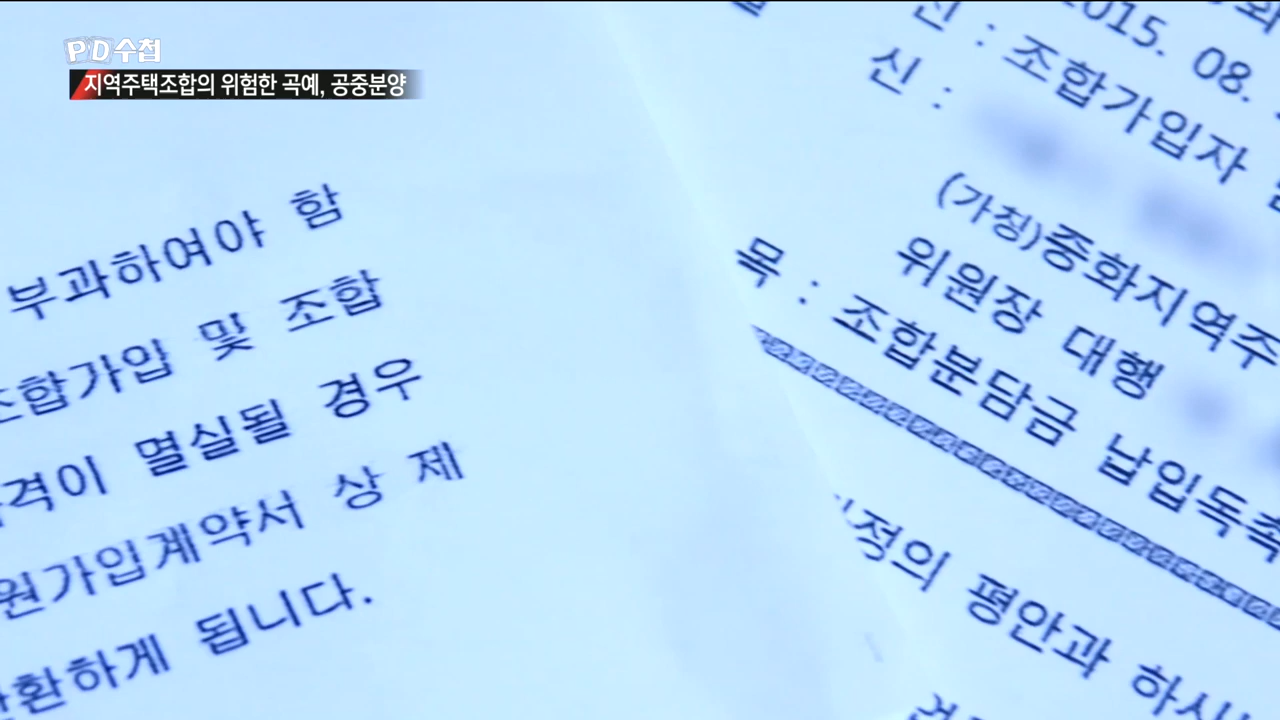 PD수첩
지역주택조합의 위험한 곡예, 공중분양
부과하여야 함
조합가입 및 조합
격이 멸실될 경우
원가입계약서 상 제
환하게 됩니다.
2015. 08.
신 : 조합가입자
신 :
(가칭)중화지역주
위원장 대행
목 : 조합분담금 납입독촉
정의 평안과 하시